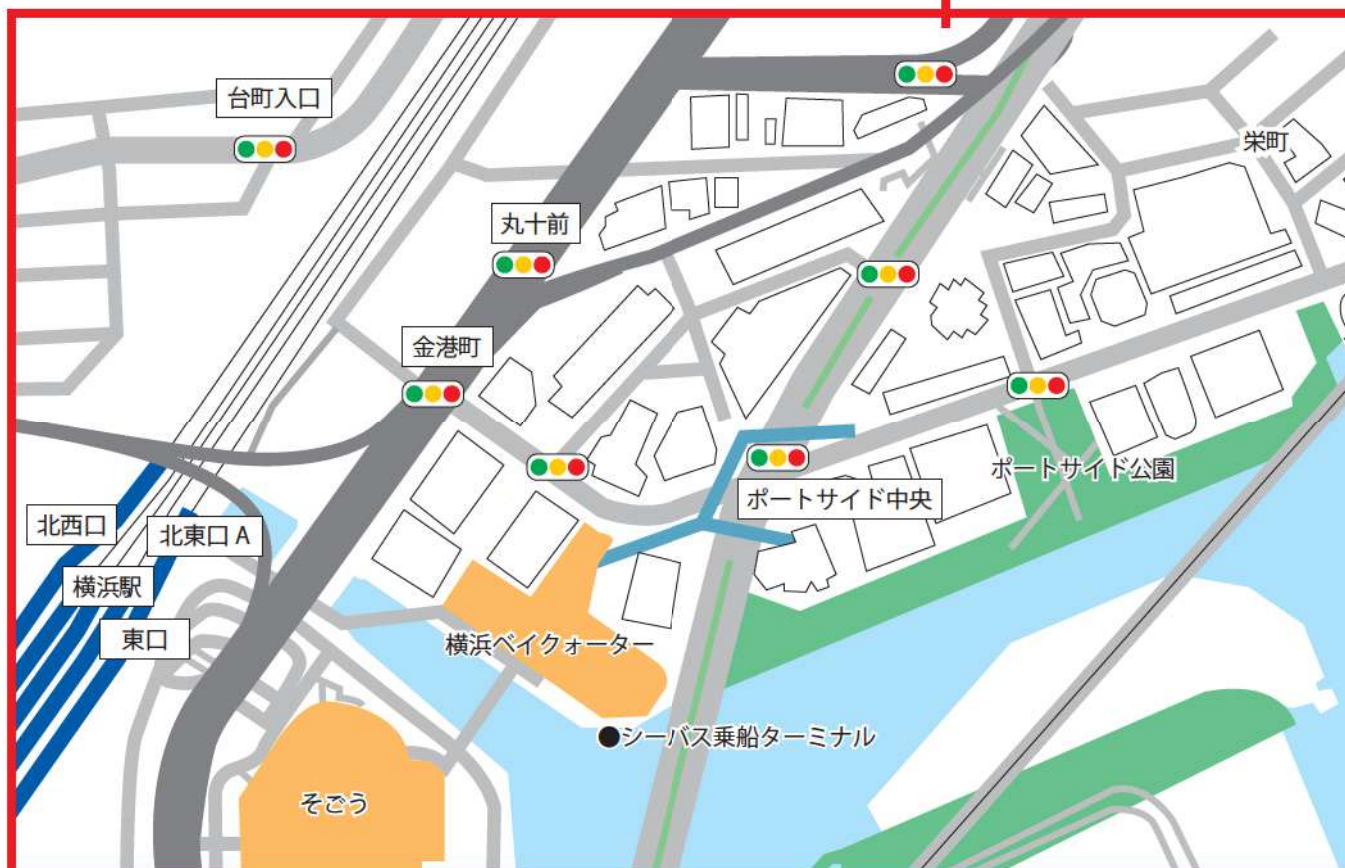 台町入口
栄町
丸十前
金港町
ポートサイド公園
ポートサイド中央
北西口
北東口 A
横浜駅
東口
横浜ベイクォーター
●シーバス乗船ターミナル
そごう